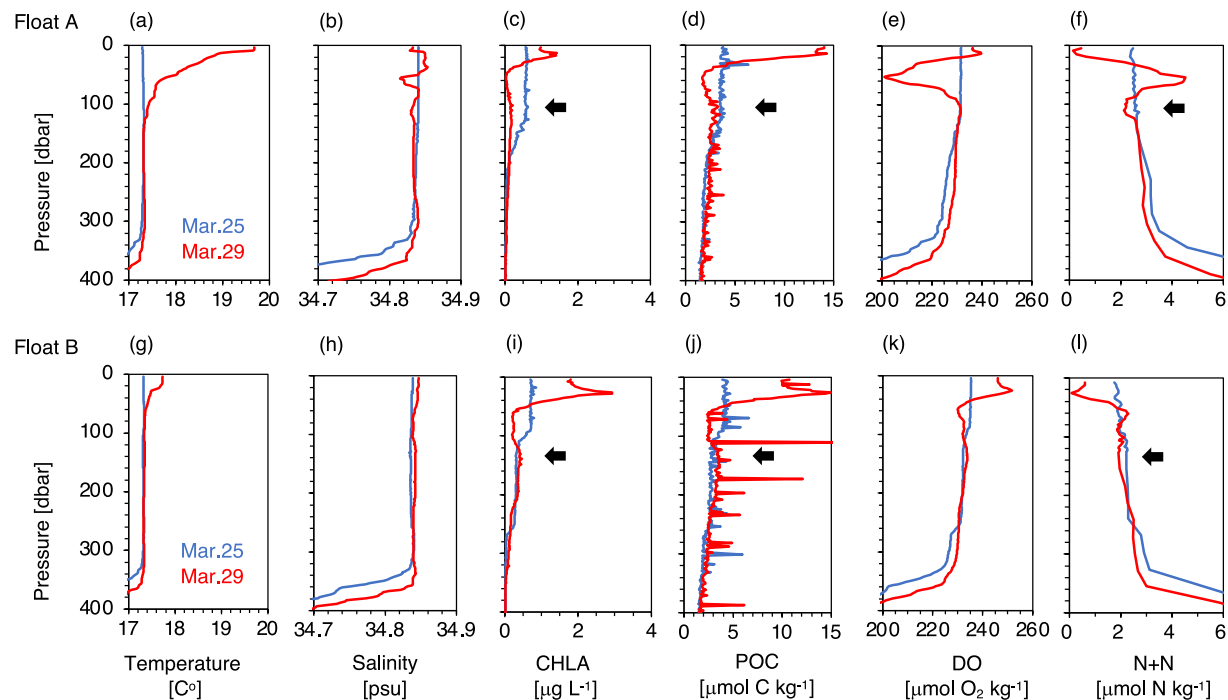 Float A (a) (b) (c) (d) (e) (f)
Pressure [dbar]
0
100
200
300
400
Mar.25
Mar.29
17 18 19 20
34.7 34.8 34.9
0 2 4
0 5 10 15
200 220 240 260
0 2 4 6
Float B (g) (h) (i) (j) (k) (l)
Pressure [dbar]
0
100
200
300
400
Mar.25
Mar.29
17 18 19 20
34.7 34.8 34.9
0 2 4
0 5 10 15
200 220 240 260
0 2 4 6
Temperature Salinity CHLA POC DO N+N
[Cº] [psu] [µg L⁻¹] [µmol C kg⁻¹] [µmol O₂ kg⁻¹] [µmol N kg⁻¹]